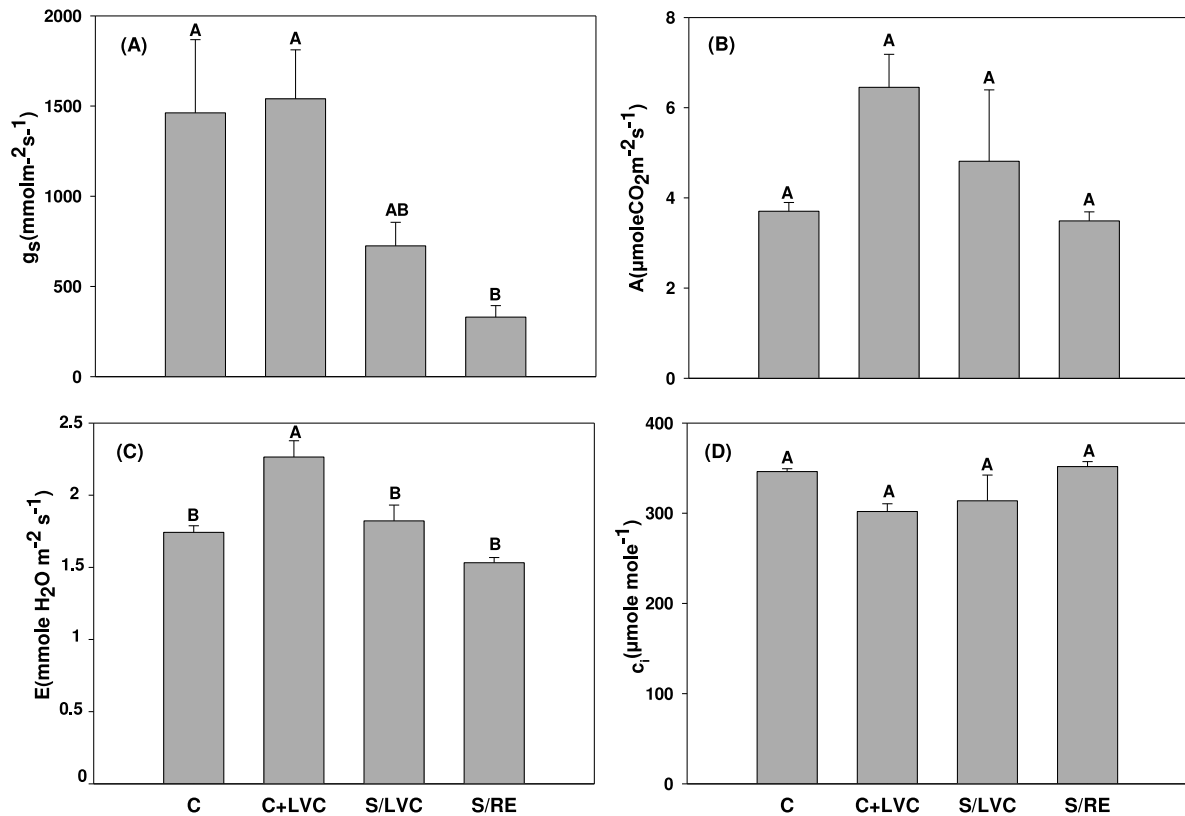 (A)
g_s(mmolm-²s-¹)
2000
1500
1000
500
0
A
A
AB
B
(B)
A(µmoleCO₂m⁻²s⁻¹)
8
6
4
2
0
A
A
A
A
(C)
E(mmole H₂O m⁻² s⁻¹)
2.5
2
1.5
1
0.5
0
B
A
B
B
C C+LVC S/LVC S/RE
(D)
c_i(µmole mole⁻¹)
400
300
200
100
0
A
A
A
A
C C+LVC S/LVC S/RE